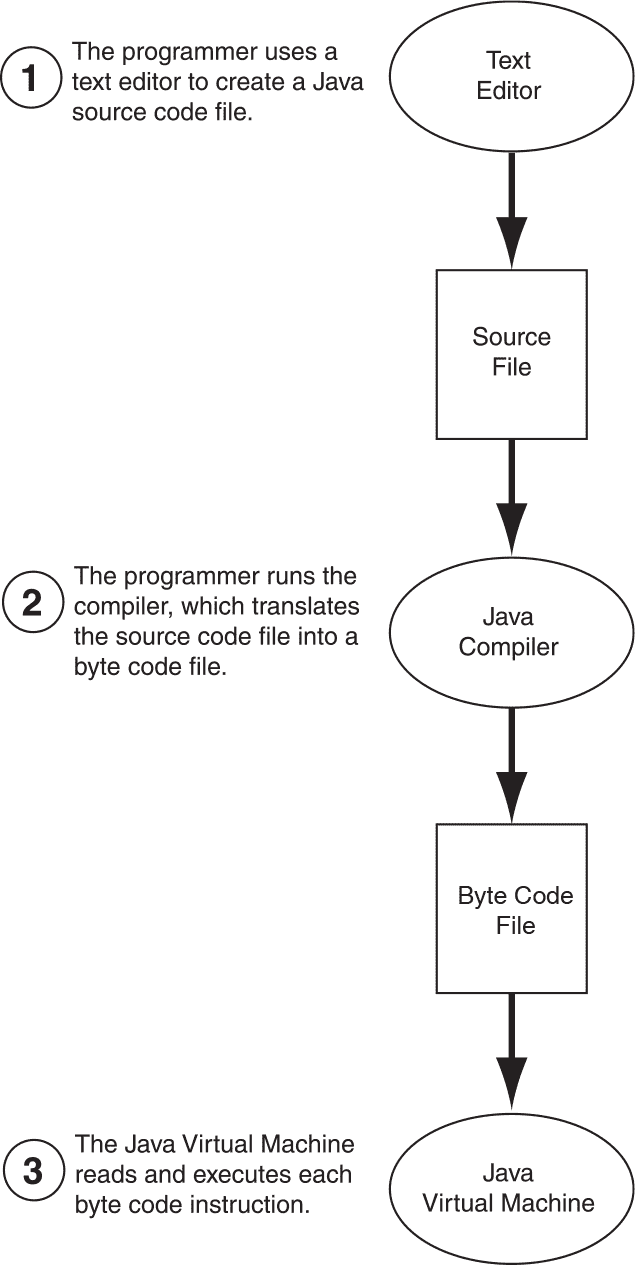 1
The programmer uses a
text editor to create a Java
source code file.
Text
Editor
Source
File
2
The programmer runs the
compiler, which translates
the source code file into a
byte code file.
Java
Compiler
Byte Code
File
3
The Java Virtual Machine
reads and executes each
byte code instruction.
Java
Virtual Machine